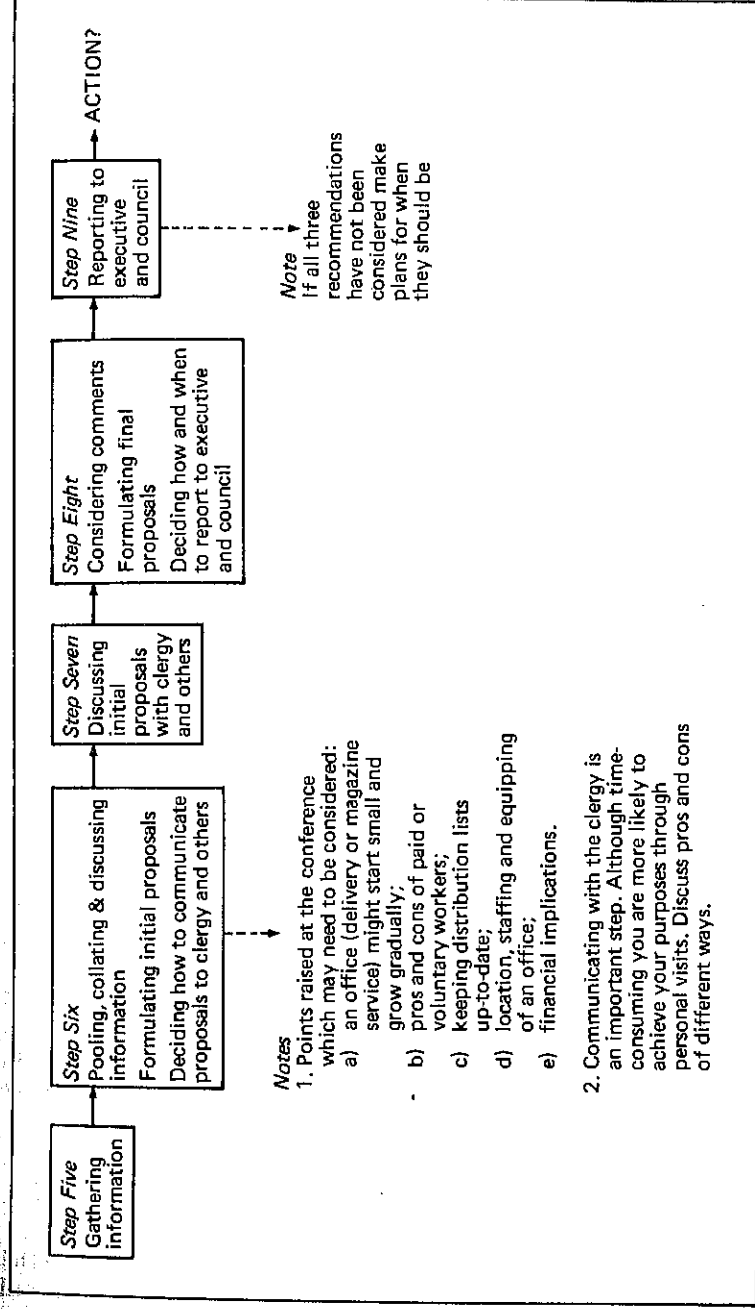 Step Five
Gathering
information
Step Six
Pooling, collating & discussing
information
Formulating initial proposals
Deciding how to communicate
proposals to clergy and others
Step Seven
Discussing
initial
proposals
with clergy
and others
Step Eight
Considering comments
Formulating final
proposals
Deciding how and when
to report to executive
and council
Step Nine
Reporting to
executive
and council
ACTION?
Notes
1. Points raised at the conference
which may need to be considered:
a) an office (delivery or magazine
service) might start small and
grow gradually;
b) pros and cons of paid or
voluntary workers;
c) keeping distribution lists
up-to-date;
d) location, staffing and equipping
of an office;
e) financial implications.
2. Communicating with the clergy is
an important step. Although time-
consuming you are more likely to
achieve your purposes through
personal visits. Discuss pros and cons
of different ways.
Note
If all three
recommendations
have not been
considered make
plans for when
they should be